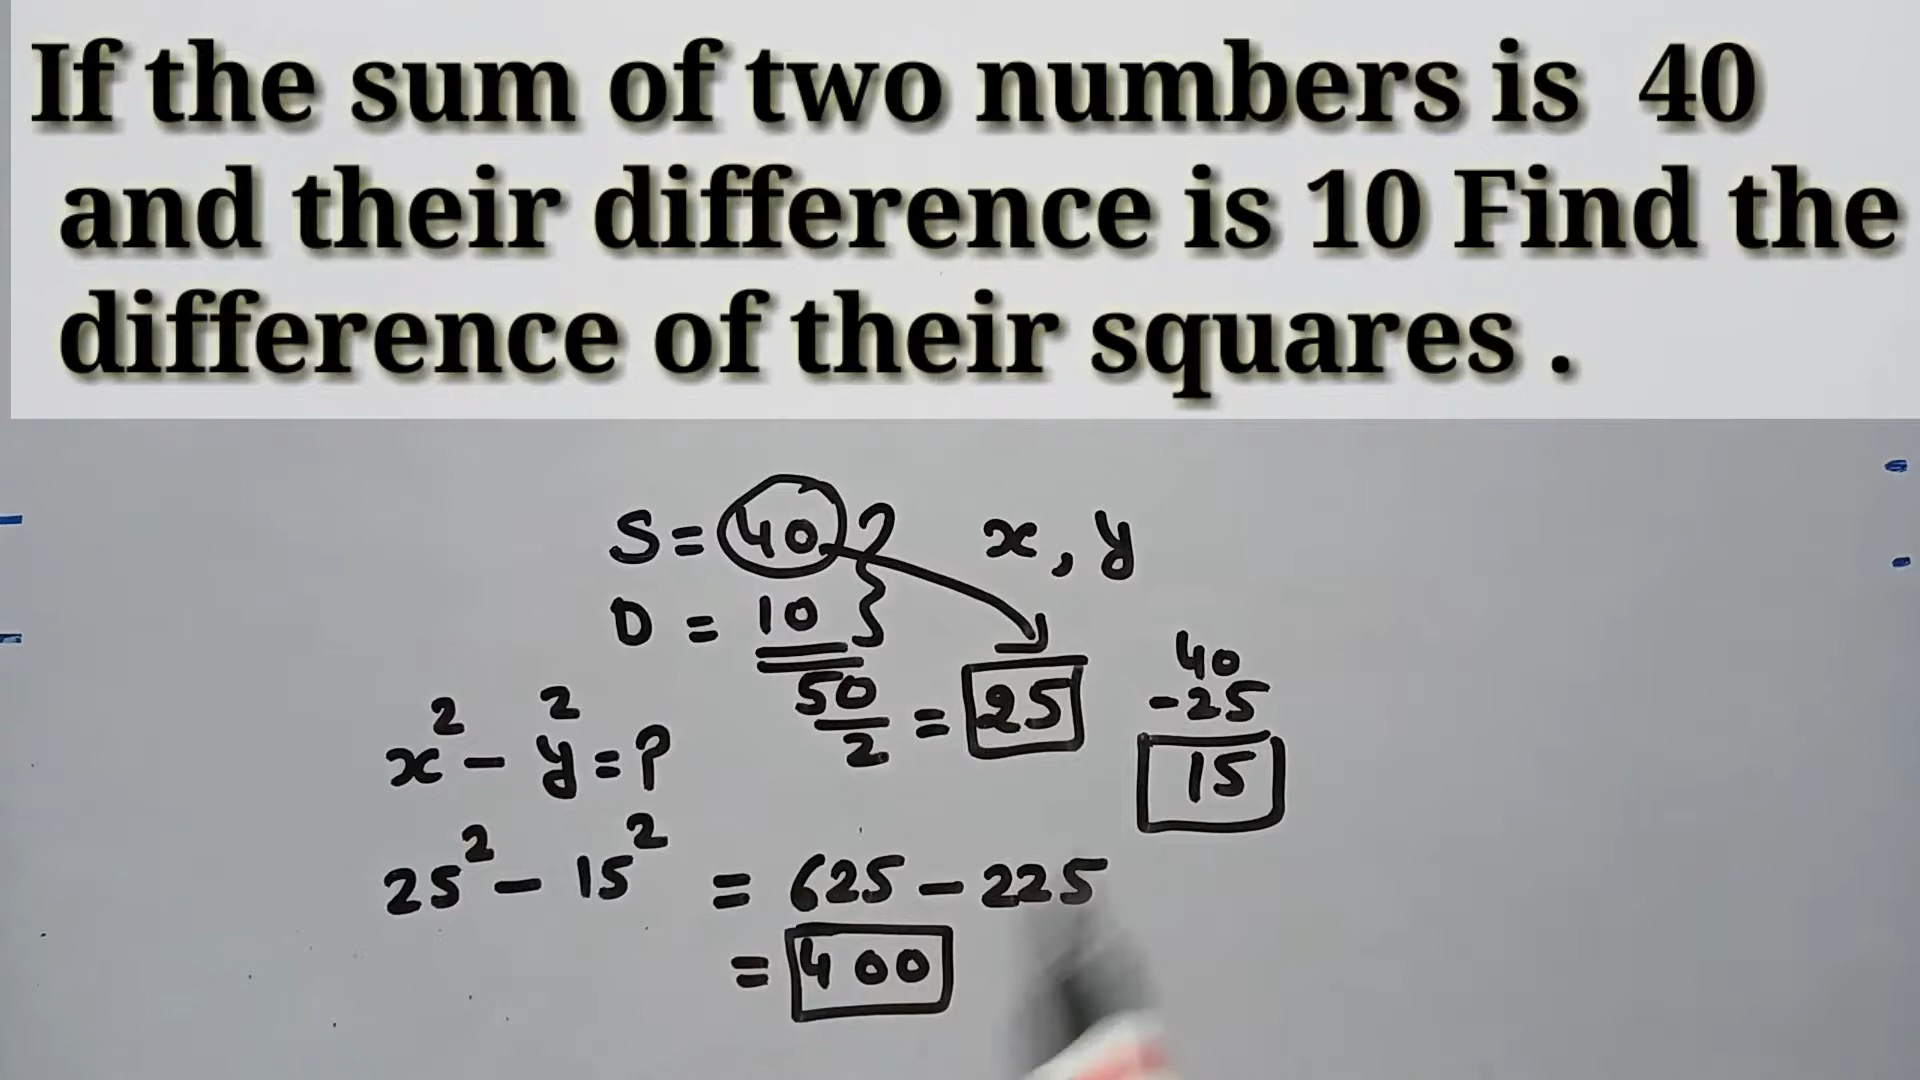 If the sum of two numbers is 40
and their difference is 10 Find the
difference of their squares .
S = 40 x, y
D = 10
50/2 = 25
40
-25
15
x² - y² = ?
25² - 15² = 625 - 225
= 400